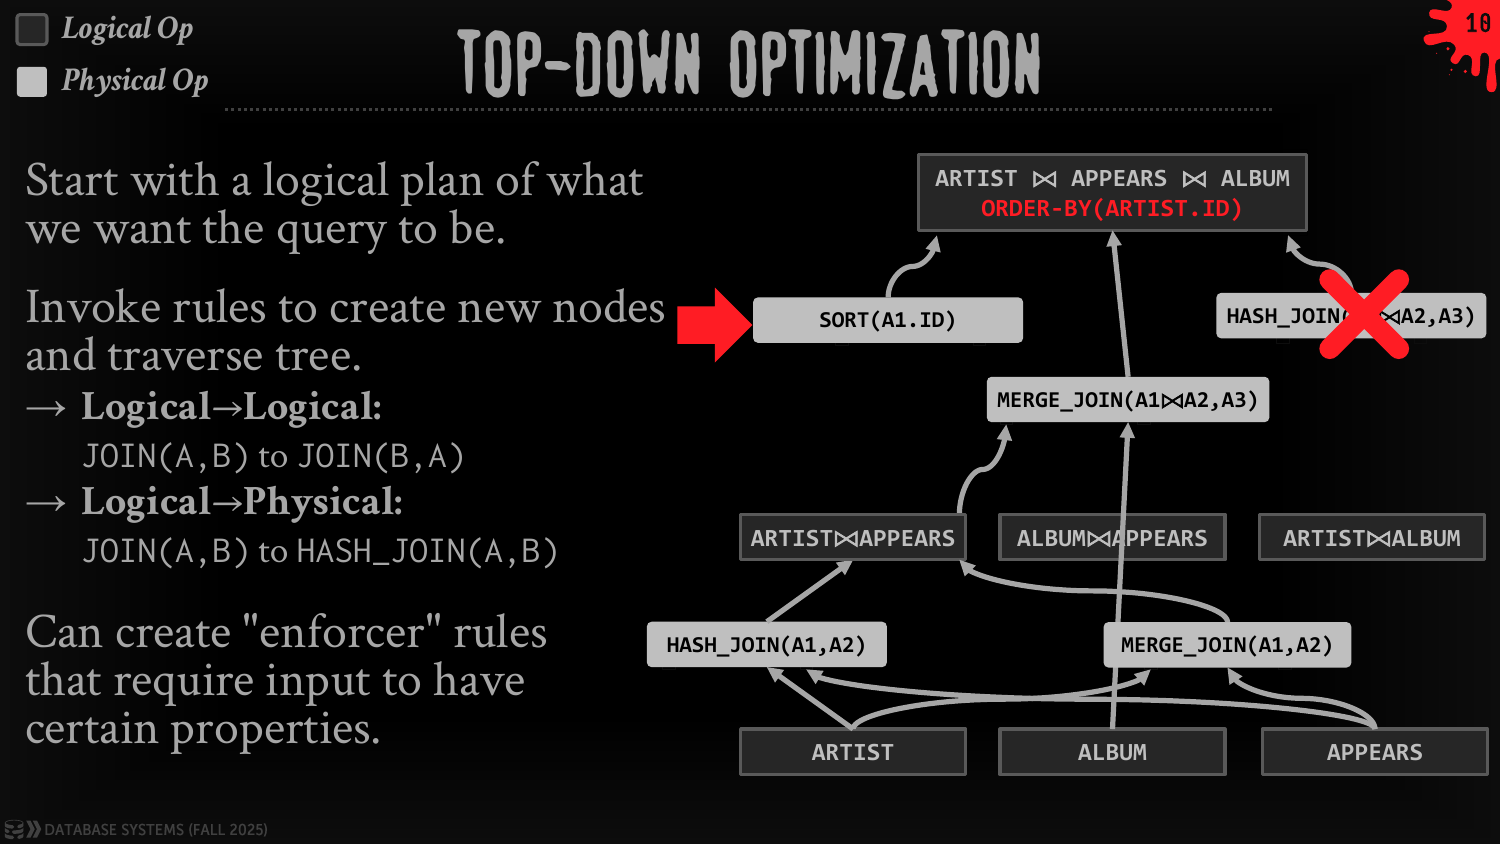 Logical Op
Physical Op
TOP-DOWN OPTIMIZATION
10
Start with a logical plan of what
we want the query to be.
Invoke rules to create new nodes
and traverse tree.
→ Logical→Logical:
JOIN(A,B) to JOIN(B,A)
→ Logical→Physical:
JOIN(A,B) to HASH_JOIN(A,B)
Can create "enforcer" rules
that require input to have
certain properties.
ARTIST ⋈ APPEARS ⋈ ALBUM
ORDER-BY(ARTIST.ID)
SORT(A1.ID)
HASH_JOIN( ⋈A2,A3)
MERGE_JOIN(A1⋈A2,A3)
ARTIST⋈APPEARS
ALBUM⋈APPEARS
ARTIST⋈ALBUM
HASH_JOIN(A1,A2)
MERGE_JOIN(A1,A2)
ARTIST
ALBUM
APPEARS
DATABASE SYSTEMS (FALL 2025)